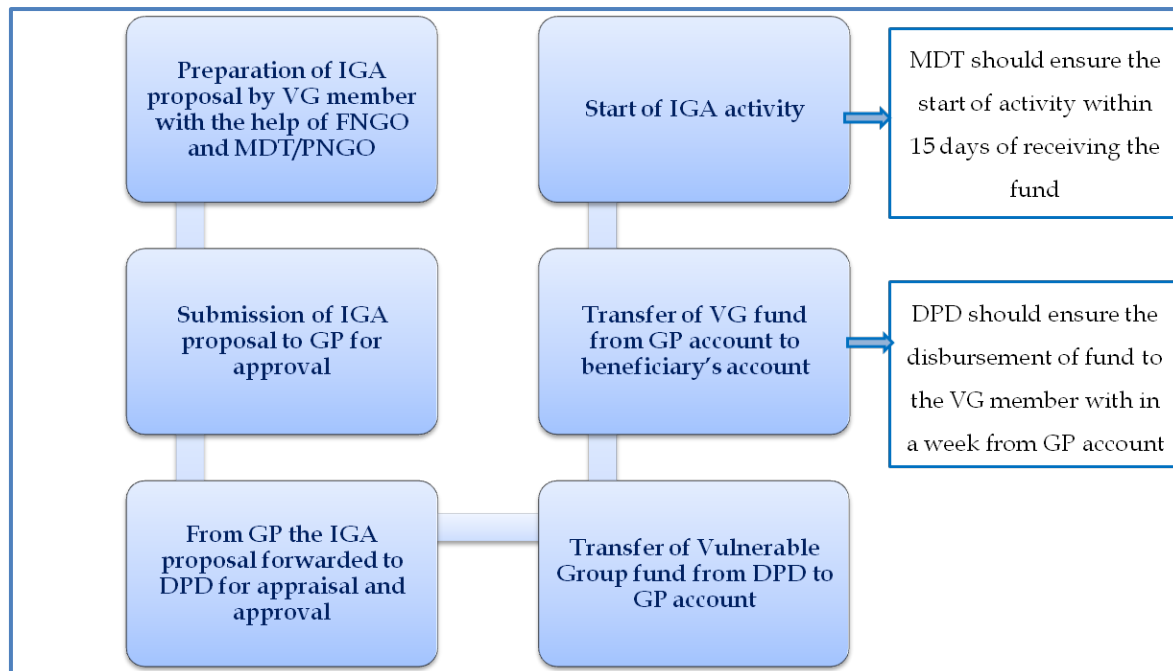 Preparation of IGA
proposal by VG member
with the help of FNGO
and MDT/PNGO
Submission of IGA
proposal to GP for
approval
From GP the IGA
proposal forwarded to
DPD for appraisal and
approval
Transfer of Vulnerable
Group fund from DPD to
GP account
Transfer of VG fund
from GP account to
beneficiary's account
DPD should ensure the
disbursement of fund to
the VG member with in
a week from GP account
Start of IGA activity
MDT should ensure the
start of activity within
15 days of receiving the
fund